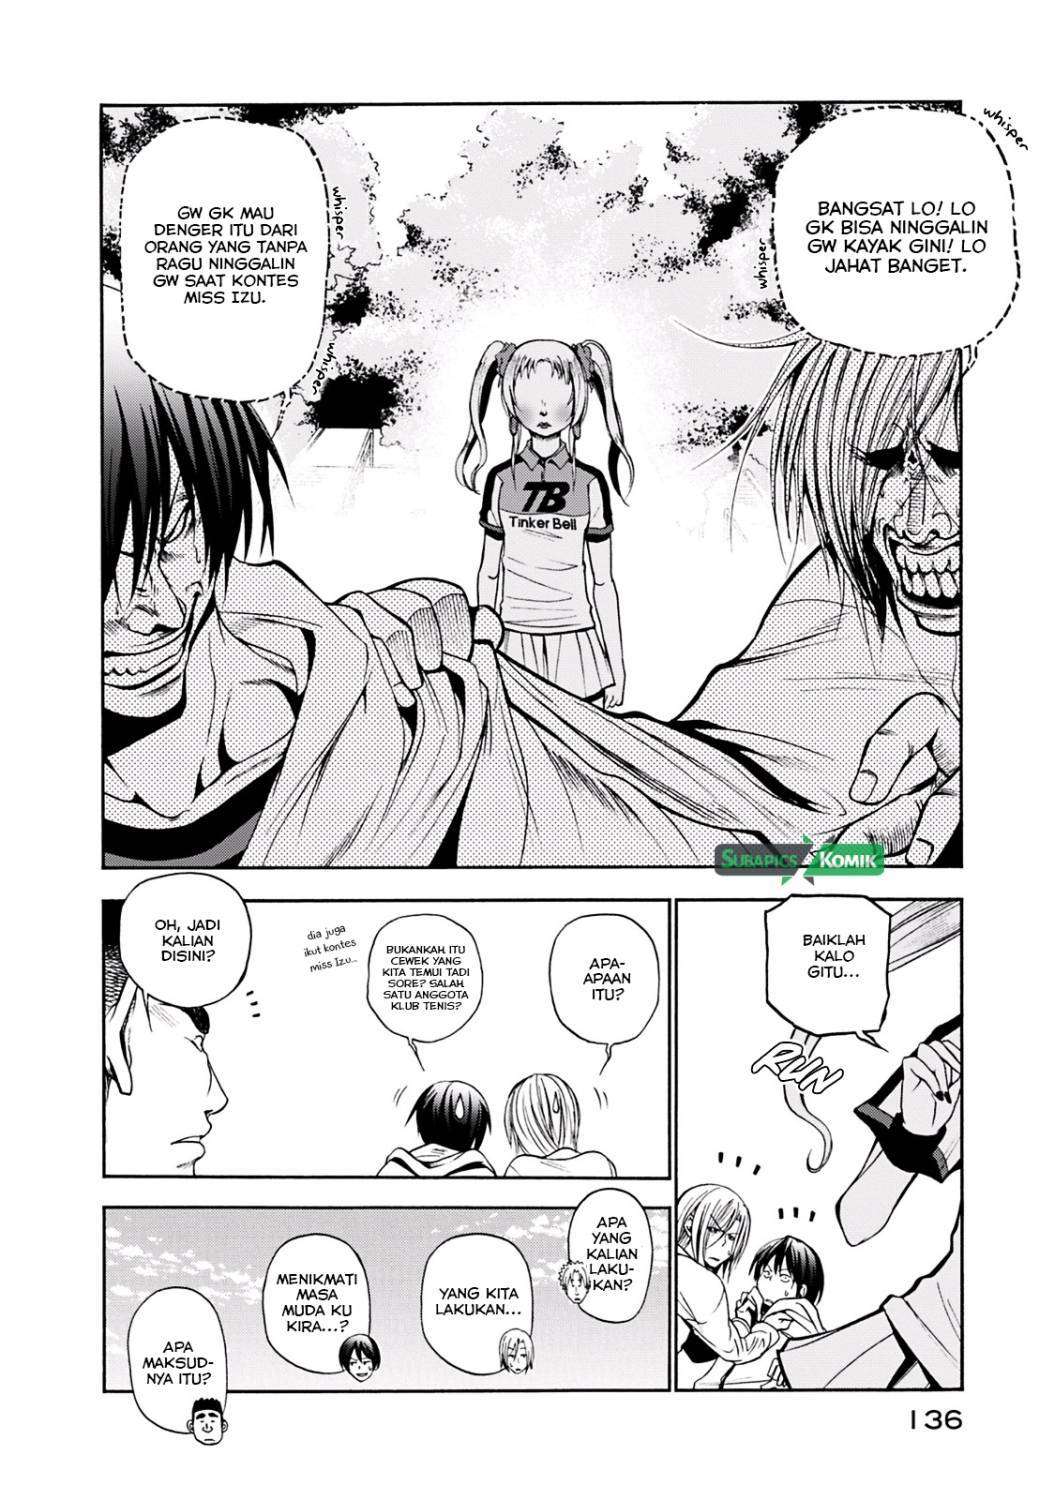 whisper
BANGSAT LO! LO
GK BISA NINGGALIN
GW KAYAK GINI! LO
JAHAT BANGET.
whisper
whisper
GW GK MAU
DENGER ITU DARI
ORANG YANG TANPA
RAGU NINGGALIN
GW SAAT KONTES
MISS IZU.
whisper
TB
Tinker Bell
SUBAPICS KOMIK
BAIKLAH
KALO
GITU...
RUN
APA-
APAAN
ITU?
BUKANKAH ITU
CEWEK YANG
KITA TEMUI TADI
SORE? SALAH
SATU ANGGOTA
KLUB TENIS?
dia juga
ikut kontes
miss Izu...
OH, JADI
KALIAN
DISINI?
APA
YANG
KALIAN
LAKU-
KAN?
YANG KITA
LAKUKAN...
MENIKMATI
MASA
MUDA KU
KIRA...?
APA
MAKSUD-
NYA ITU?
136